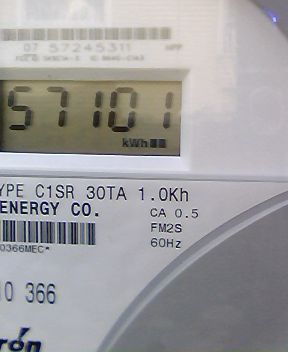 07 57245311
57101
kWh
YPE C1SR 30TA 1.0Kh
ENERGY CO.
CA 0.5
FM2S
60Hz
0366MEC*
10 366
rón